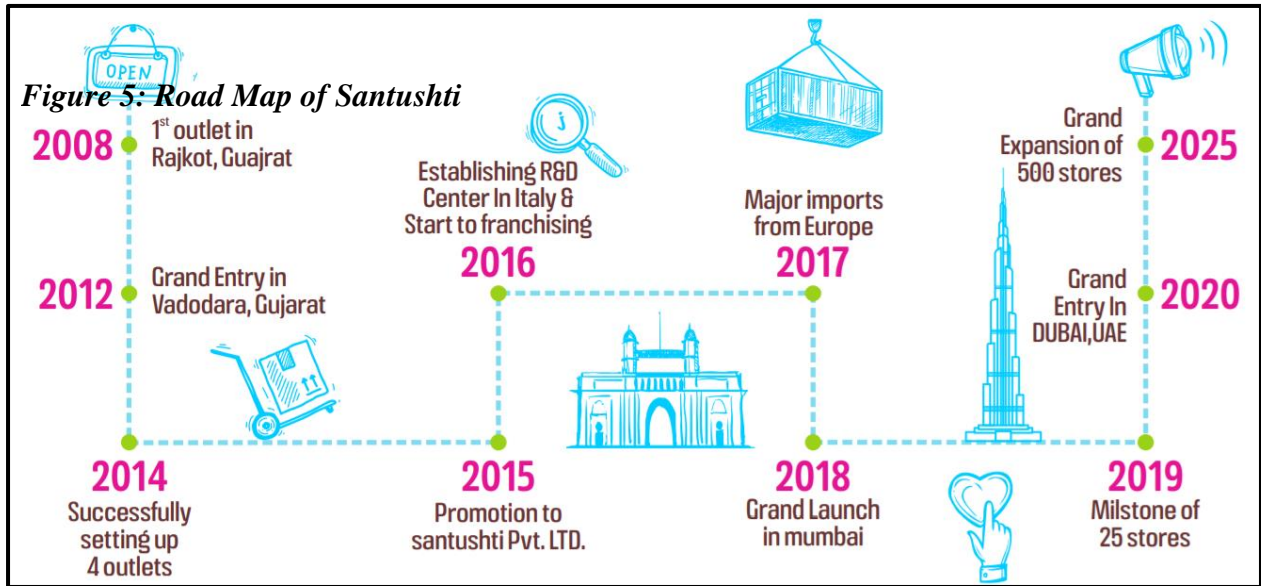 OPEN
Figure 5: Road Map of Santushti
2008
1st outlet in
Rajkot, Guajrat
2012
Grand Entry in
Vadodara, Gujarat
2014
Successfully
setting up
4 outlets
2015
Promotion to
santushti Pvt. LTD.
Establishing R&D
Center In Italy &
Start to franchising
2016
j
Major imports
from Europe
2017
2018
Grand Launch
in mumbai
2019
Milstone of
25 stores
Grand
Entry In
DUBAI,UAE
2020
Grand
Expansion of
500 stores
2025